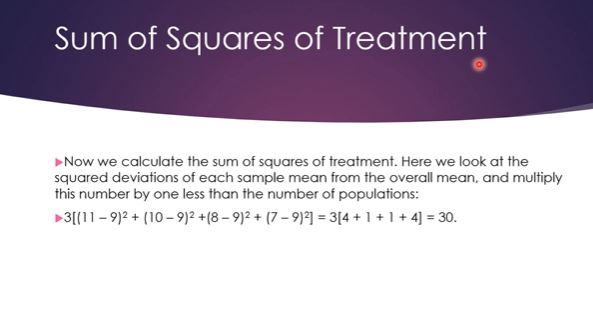 Sum of Squares of Treatment
▶Now we calculate the sum of squares of treatment. Here we look at the
squared deviations of each sample mean from the overall mean, and multiply
this number by one less than the number of populations:
▶3[(11 – 9)² + (10 – 9)² +(8 – 9)² + (7 – 9)²] = 3[4 + 1 + 1 + 4] = 30.